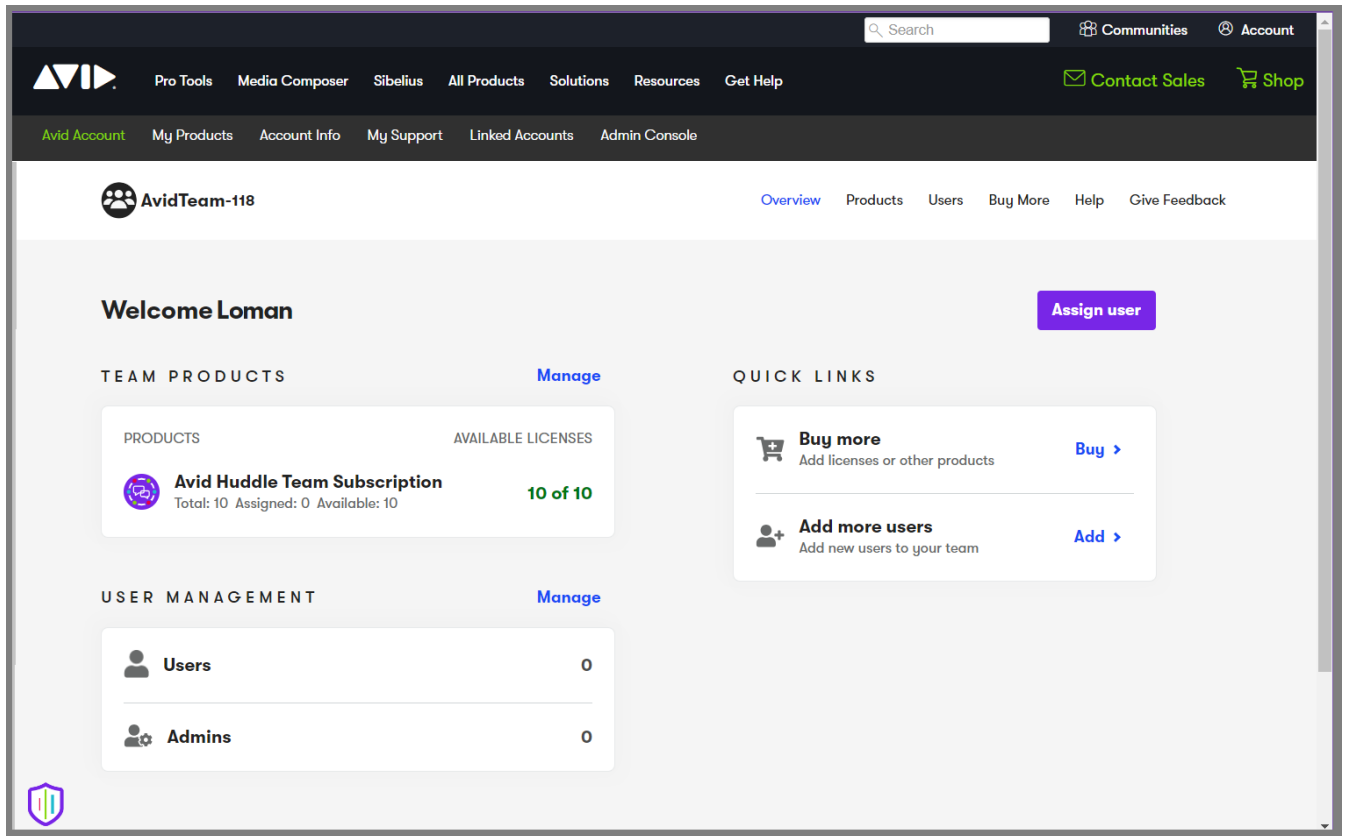 Search
Communities
Account
AVID.
Pro Tools
Media Composer
Sibelius
All Products
Solutions
Resources
Get Help
Contact Sales
Shop
Avid Account
My Products
Account Info
My Support
Linked Accounts
Admin Console
AvidTeam-118
Overview
Products
Users
Buy More
Help
Give Feedback
Welcome Loman
Assign user
TEAM PRODUCTS
Manage
PRODUCTS
AVAILABLE LICENSES
Avid Huddle Team Subscription
Total: 10 Assigned: 0 Available: 10
10 of 10
USER MANAGEMENT
Manage
Users
0
Admins
0
QUICK LINKS
Buy more
Add licenses or other products
Buy >
Add more users
Add new users to your team
Add >